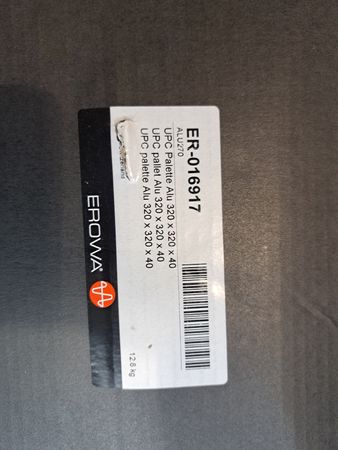 ER-016917
ALU270
UPC Palette Alu 320 x 320 x 40
UPC pallet Alu 320 x 320 x 40
UPC palette Alu 320 x 320 x 40
12.6 kg
EROWA